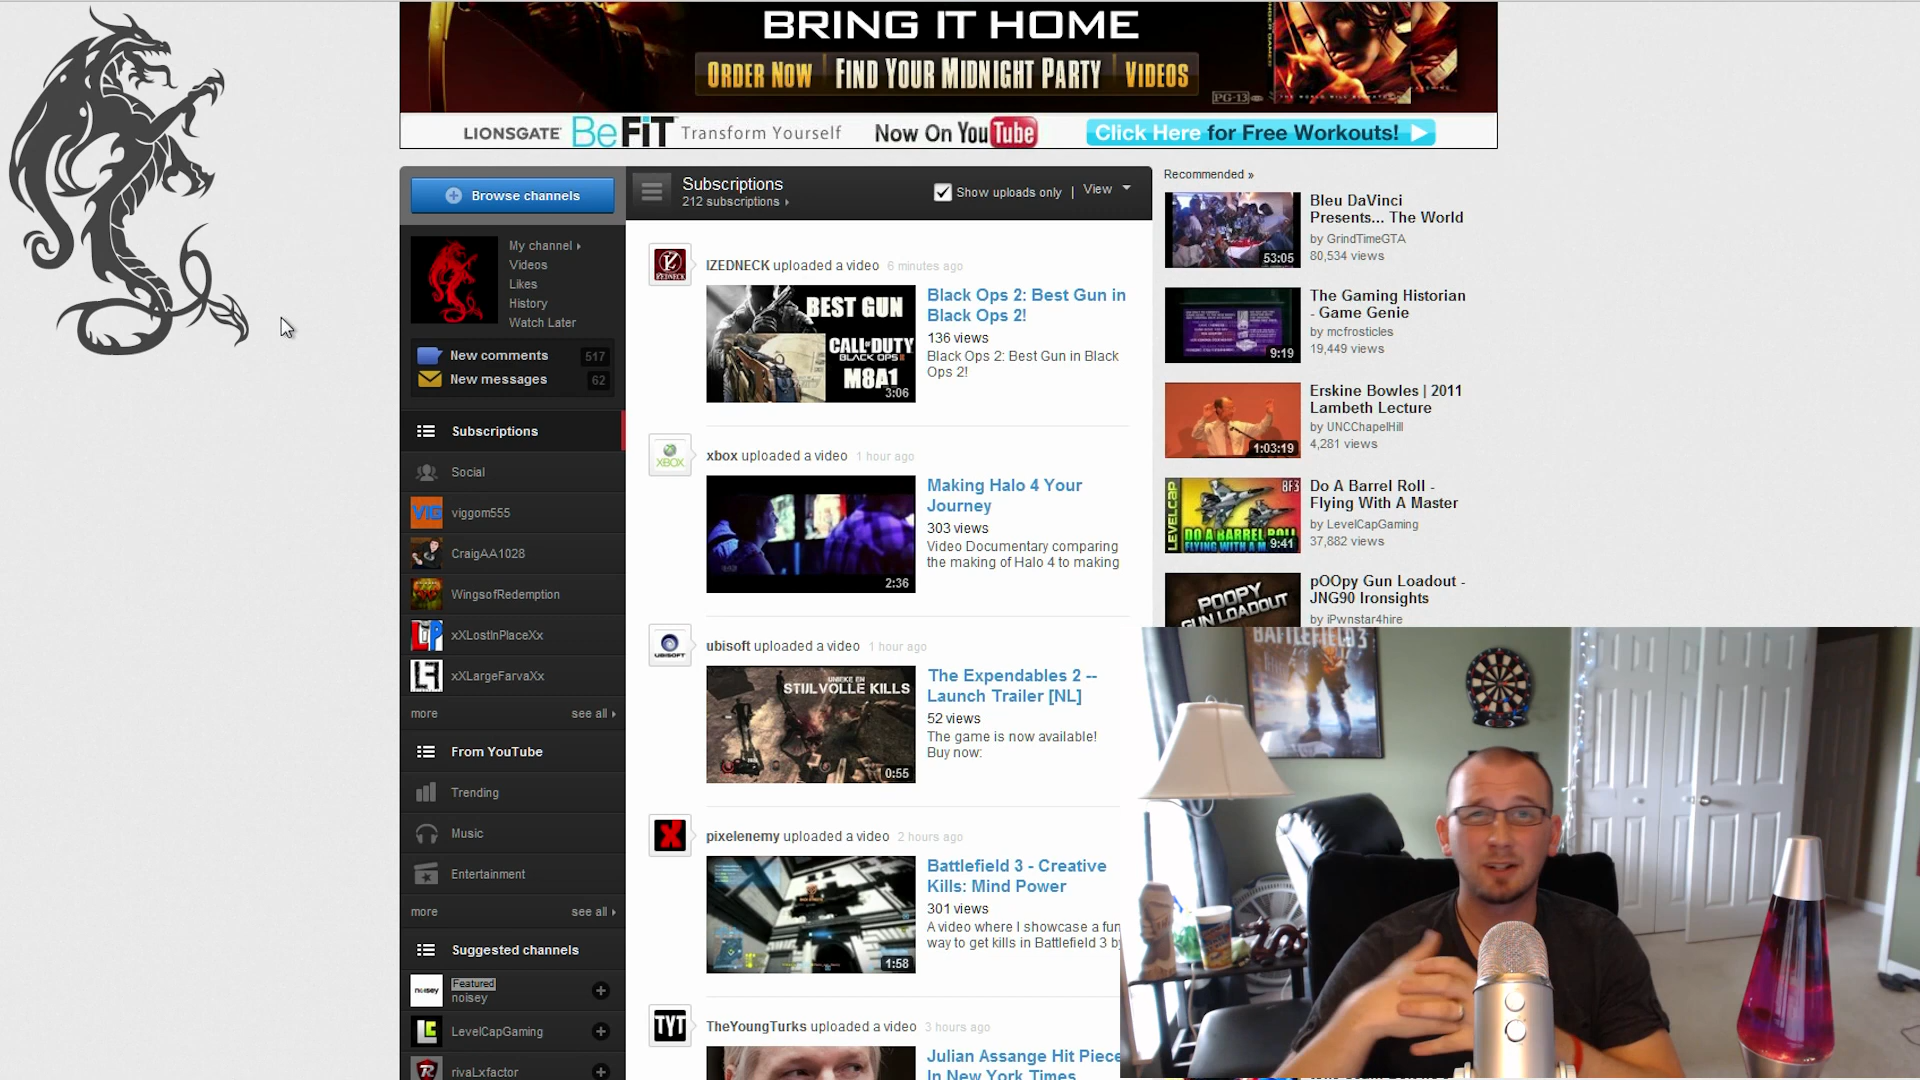 BRING IT HOME
ORDER NOW
FIND YOUR MIDNIGHT PARTY
VIDEOS
PG-13
LIONSGATE BeFiT Transform Yourself
Now On YouTube
Click Here for Free Workouts!
Browse channels
My channel
Videos
Likes
History
Watch Later
New comments 517
New messages 62
Subscriptions
Social
VIG
viggom555
CraigAA1028
WingsofRedemption
LIP
xXLostInPlaceXx
LF
xXLargeFarvaXx
more
see all
From YouTube
Trending
Music
Entertainment
more
see all
Suggested channels
noisey
Featured
noisey
LC
LevelCapGaming
R
rivaLxfactor
Subscriptions
212 subscriptions
Show uploads only | View
IZEDNECK uploaded a video 6 minutes ago
BEST GUN
CALL OF DUTY
BLACK OPS II
M8A1
3:06
Black Ops 2: Best Gun in
Black Ops 2!
136 views
Black Ops 2: Best Gun in Black
Ops 2!
XBOX
xbox uploaded a video 1 hour ago
2:36
Making Halo 4 Your
Journey
303 views
Video Documentary comparing
the making of Halo 4 to making
UBISOFT
ubisoft uploaded a video 1 hour ago
UNIEKE EN
STIJLVOLLE KILLS
0:55
The Expendables 2 --
Launch Trailer [NL]
52 views
The game is now available!
Buy now:
X
pixelenemy uploaded a video 2 hours ago
1:58
Battlefield 3 - Creative
Kills: Mind Power
301 views
A video where I showcase a fun
way to get kills in Battlefield 3 by
TYT
TheYoungTurks uploaded a video 3 hours ago
Julian Assange Hit Piece
In New York Times
Recommended »
53:05
Bleu DaVinci
Presents... The World
by GrindTimeGTA
80,534 views
9:19
The Gaming Historian
- Game Genie
by mcfrosticles
19,449 views
1:03:19
Erskine Bowles | 2011
Lambeth Lecture
by UNCChapelHill
4,281 views
LEVELCAP
BF3
DO A BARREL ROLL
FLYING WITH A M
9:41
Do A Barrel Roll -
Flying With A Master
by LevelCapGaming
37,882 views
POOPY
GUN LOADOUT
pOOpy Gun Loadout -
JNG90 Ironsights
by iPwnstar4hire
BATTLEFIELD 3